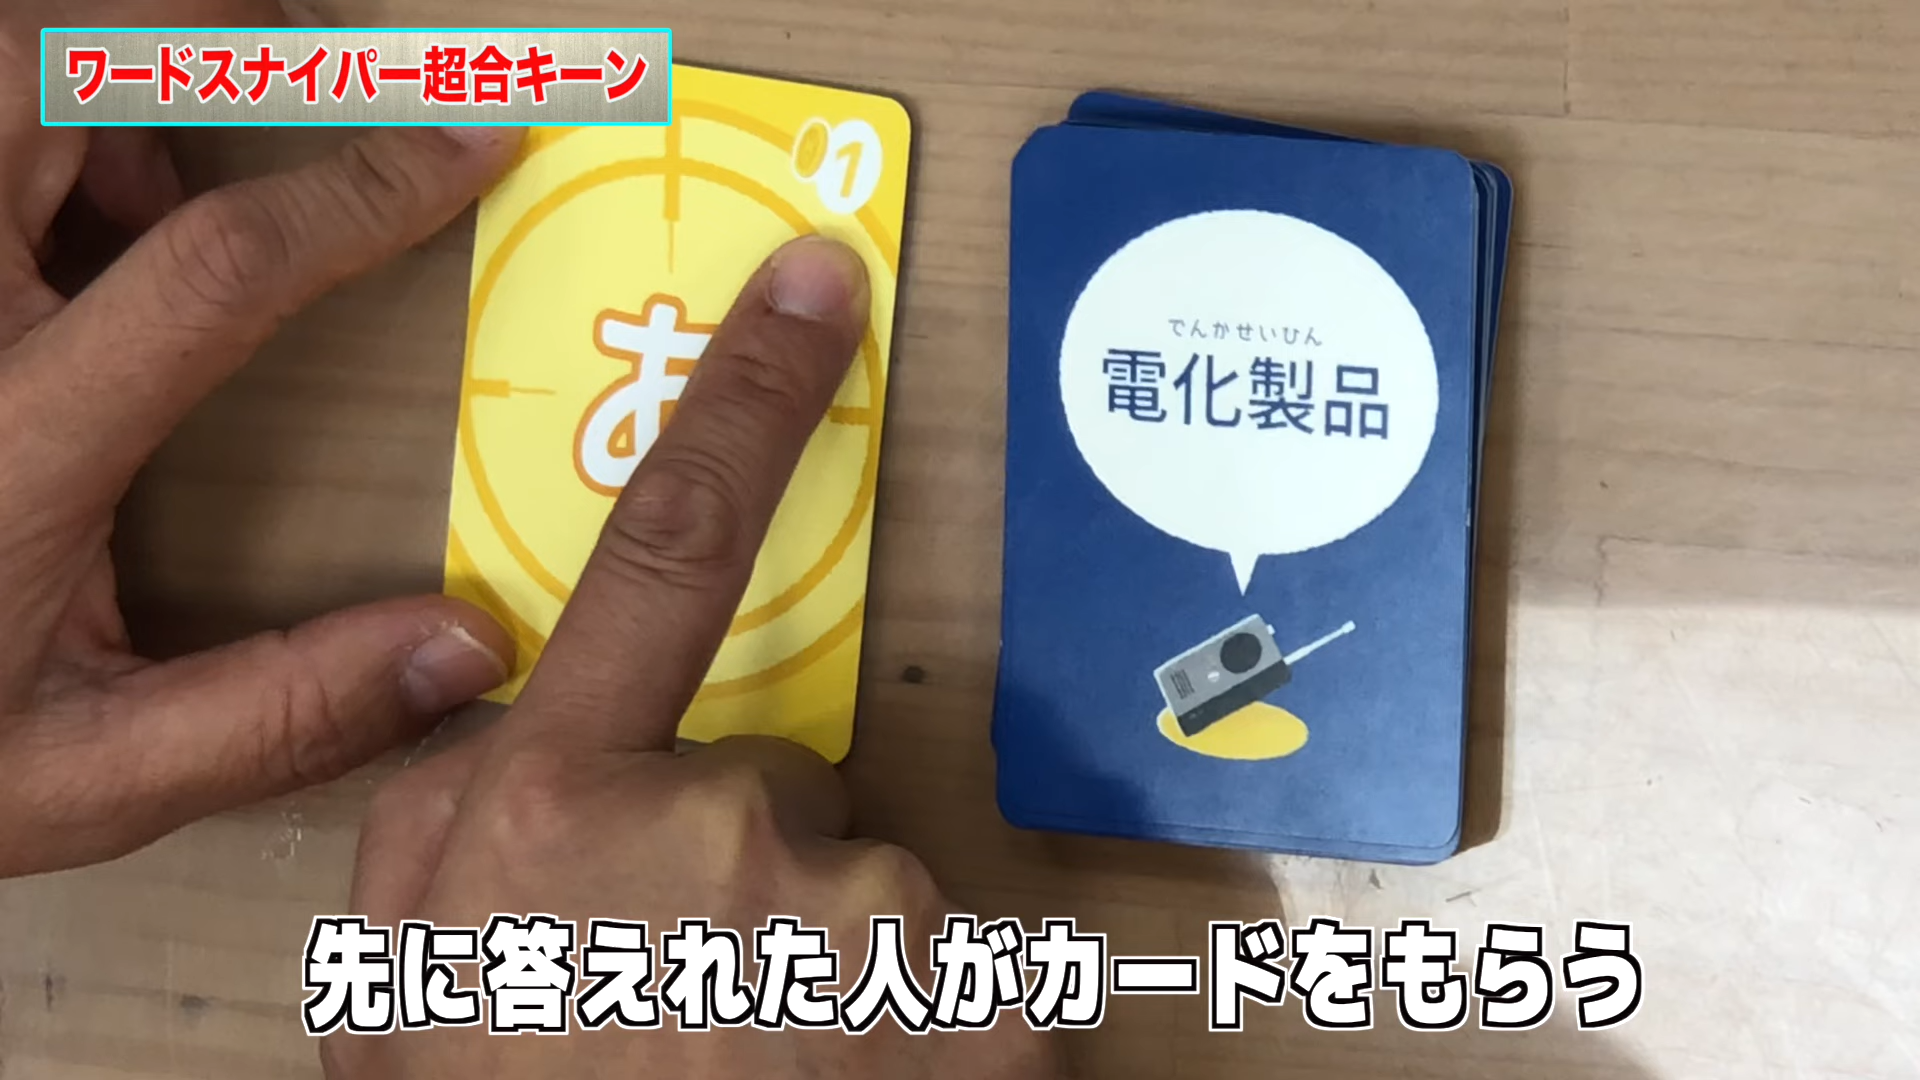 ワードスナイパー超合キーン
1
あ
でんかせいひん
電化製品
先に答えれた人がカードをもらう